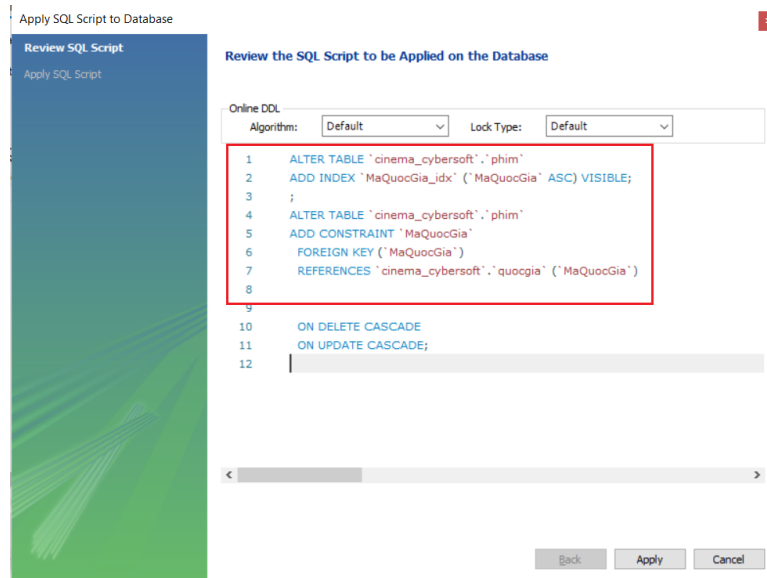 Apply SQL Script to Database
Review SQL Script
Apply SQL Script
Review the SQL Script to be Applied on the Database
Online DDL
Algorithm: Default Lock Type: Default
1 ALTER TABLE `cinema_cybersoft`.`phim`
2 ADD INDEX `MaQuocGia_idx` (`MaQuocGia` ASC) VISIBLE;
3 ;
4 ALTER TABLE `cinema_cybersoft`.`phim`
5 ADD CONSTRAINT `MaQuocGia`
6 FOREIGN KEY (`MaQuocGia`)
7 REFERENCES `cinema_cybersoft`.`quocgia` (`MaQuocGia`)
8
9
10 ON DELETE CASCADE
11 ON UPDATE CASCADE;
12
Back Apply Cancel